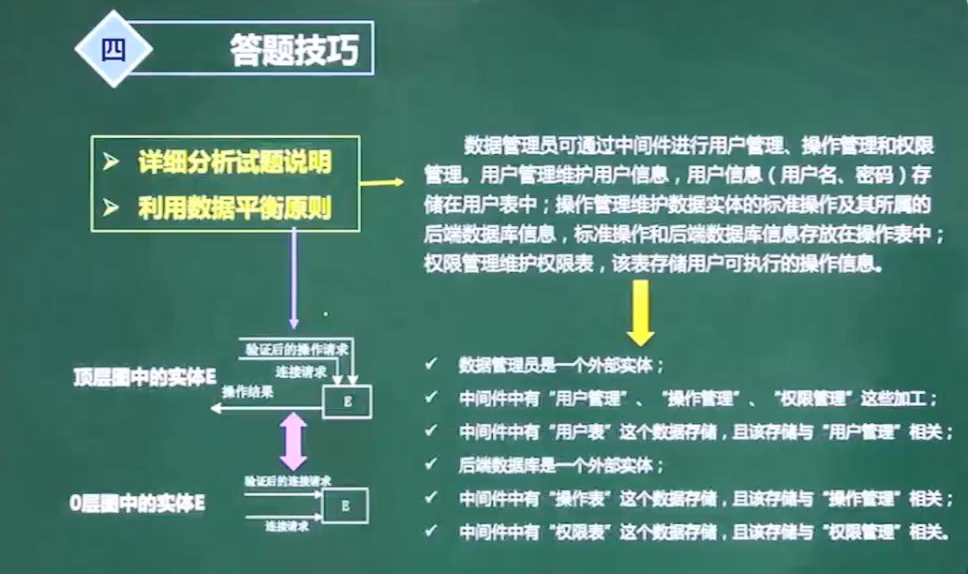 四
答题技巧
➢ 详细分析试题说明
➢ 利用数据平衡原则
数据管理员可通过中间件进行用户管理、操作管理和权限
管理。用户管理维护用户信息，用户信息（用户名、密码）存
储在用户表中；操作管理维护数据实体的标准操作及其所属的
后端数据库信息，标准操作和后端数据库信息存放在操作表中；
权限管理维护权限表，该表存储用户可执行的操作信息。
顶层图中的实体E
验证后的操作请求
连接请求
操作结果
E
0层图中的实体E
验证后的连接请求
连接请求
E
✓ 数据管理员是一个外部实体；
✓ 中间件中有“用户管理”、“操作管理”、“权限管理”这些加工；
✓ 中间件中有“用户表”这个数据存储，且该存储与“用户管理”相关；
✓ 后端数据库是一个外部实体；
✓ 中间件中有“操作表”这个数据存储，且该存储与“操作管理”相关；
✓ 中间件中有“权限表”这个数据存储，且该存储与“权限管理”相关。